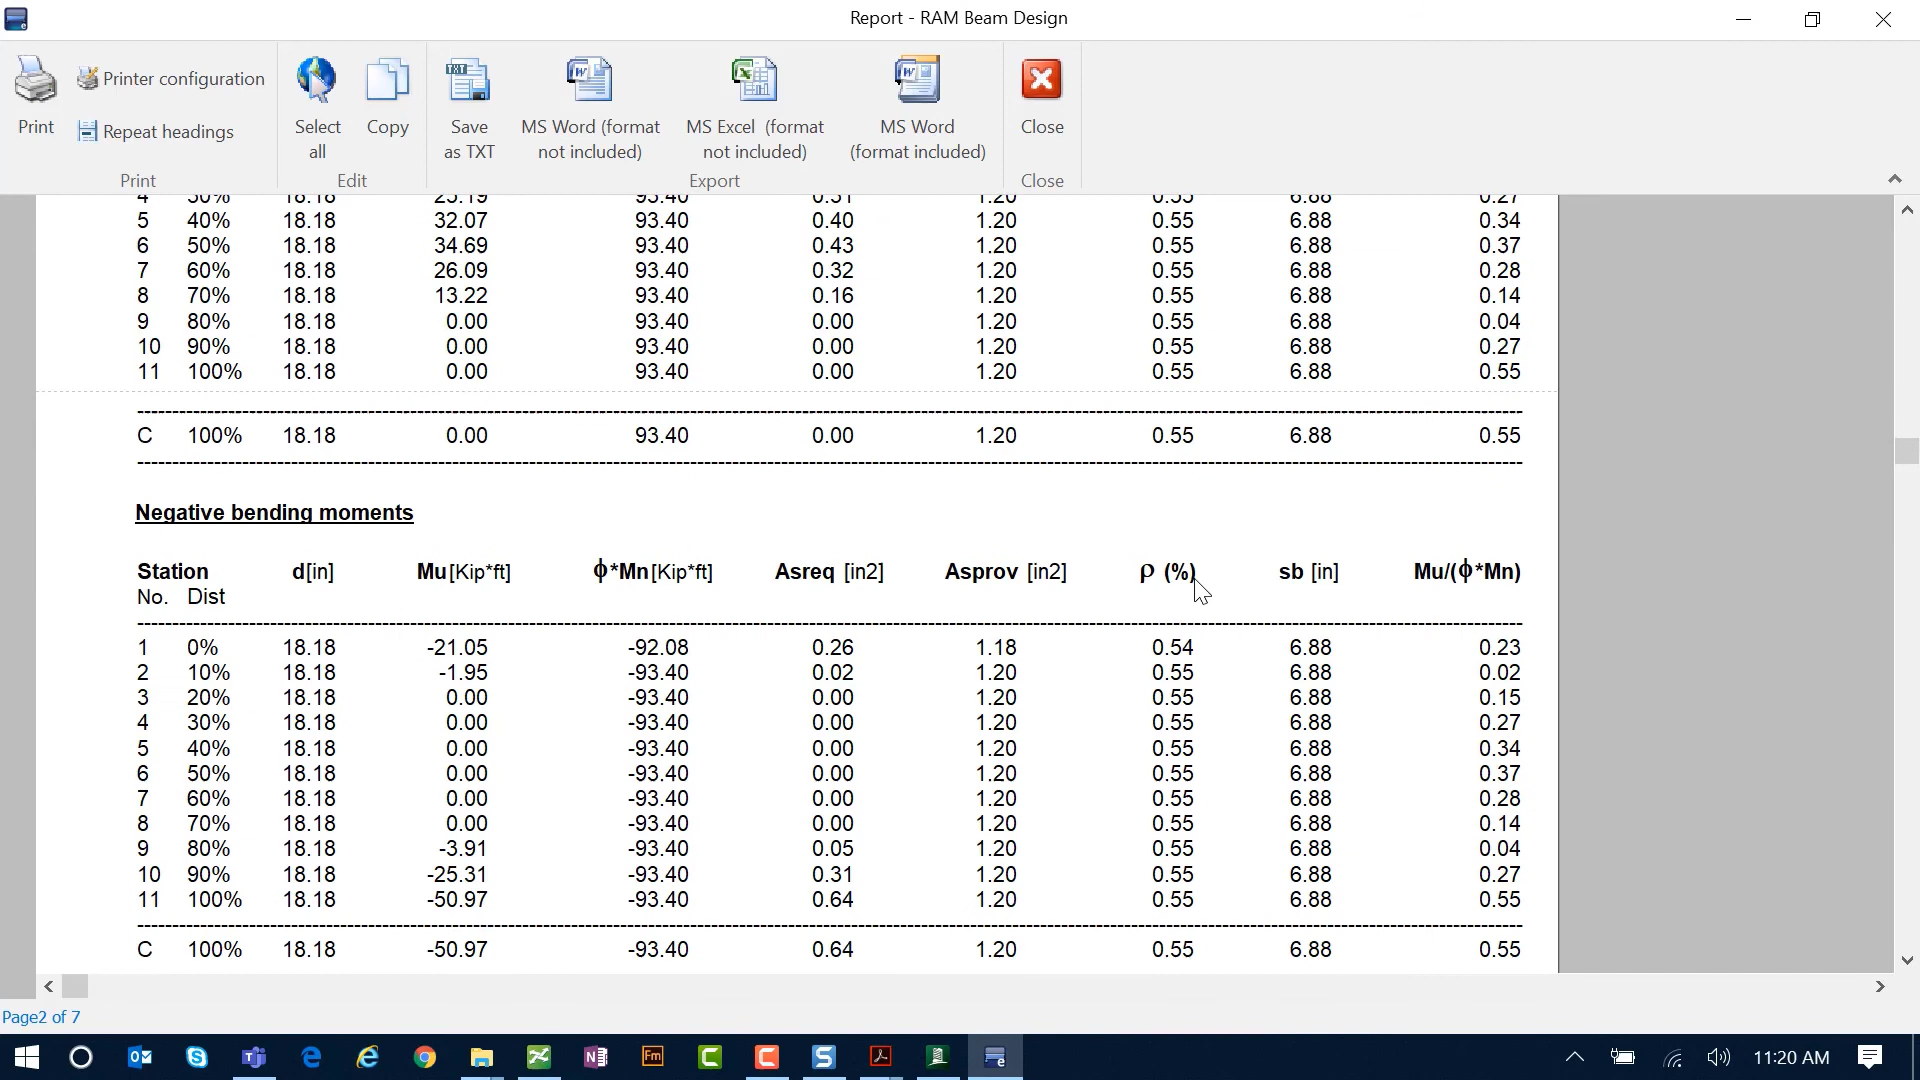 Report - RAM Beam Design
Print
Printer configuration
Repeat headings
Print
Select all
Copy
Edit
Save as TXT
MS Word (format not included)
MS Excel (format not included)
MS Word (format included)
Export
Close
Close
4 30% 18.18 23.19 93.40 0.31 1.20 0.55 6.88 0.27
5 40% 18.18 32.07 93.40 0.40 1.20 0.55 6.88 0.34
6 50% 18.18 34.69 93.40 0.43 1.20 0.55 6.88 0.37
7 60% 18.18 26.09 93.40 0.32 1.20 0.55 6.88 0.28
8 70% 18.18 13.22 93.40 0.16 1.20 0.55 6.88 0.14
9 80% 18.18 0.00 93.40 0.00 1.20 0.55 6.88 0.04
10 90% 18.18 0.00 93.40 0.00 1.20 0.55 6.88 0.27
11 100% 18.18 0.00 93.40 0.00 1.20 0.55 6.88 0.55
C 100% 18.18 0.00 93.40 0.00 1.20 0.55 6.88 0.55
Negative bending moments
Station d[in] Mu[Kip*ft] ϕ*Mn[Kip*ft] Asreq [in2] Asprov [in2] ρ (%) sb [in] Mu/(ϕ*Mn)
No. Dist
1 0% 18.18 -21.05 -92.08 0.26 1.18 0.54 6.88 0.23
2 10% 18.18 -1.95 -93.40 0.02 1.20 0.55 6.88 0.02
3 20% 18.18 0.00 -93.40 0.00 1.20 0.55 6.88 0.15
4 30% 18.18 0.00 -93.40 0.00 1.20 0.55 6.88 0.27
5 40% 18.18 0.00 -93.40 0.00 1.20 0.55 6.88 0.34
6 50% 18.18 0.00 -93.40 0.00 1.20 0.55 6.88 0.37
7 60% 18.18 0.00 -93.40 0.00 1.20 0.55 6.88 0.28
8 70% 18.18 0.00 -93.40 0.00 1.20 0.55 6.88 0.14
9 80% 18.18 -3.91 -93.40 0.05 1.20 0.55 6.88 0.04
10 90% 18.18 -25.31 -93.40 0.31 1.20 0.55 6.88 0.27
11 100% 18.18 -50.97 -93.40 0.64 1.20 0.55 6.88 0.55
C 100% 18.18 -50.97 -93.40 0.64 1.20 0.55 6.88 0.55
Page2 of 7
11:20 AM